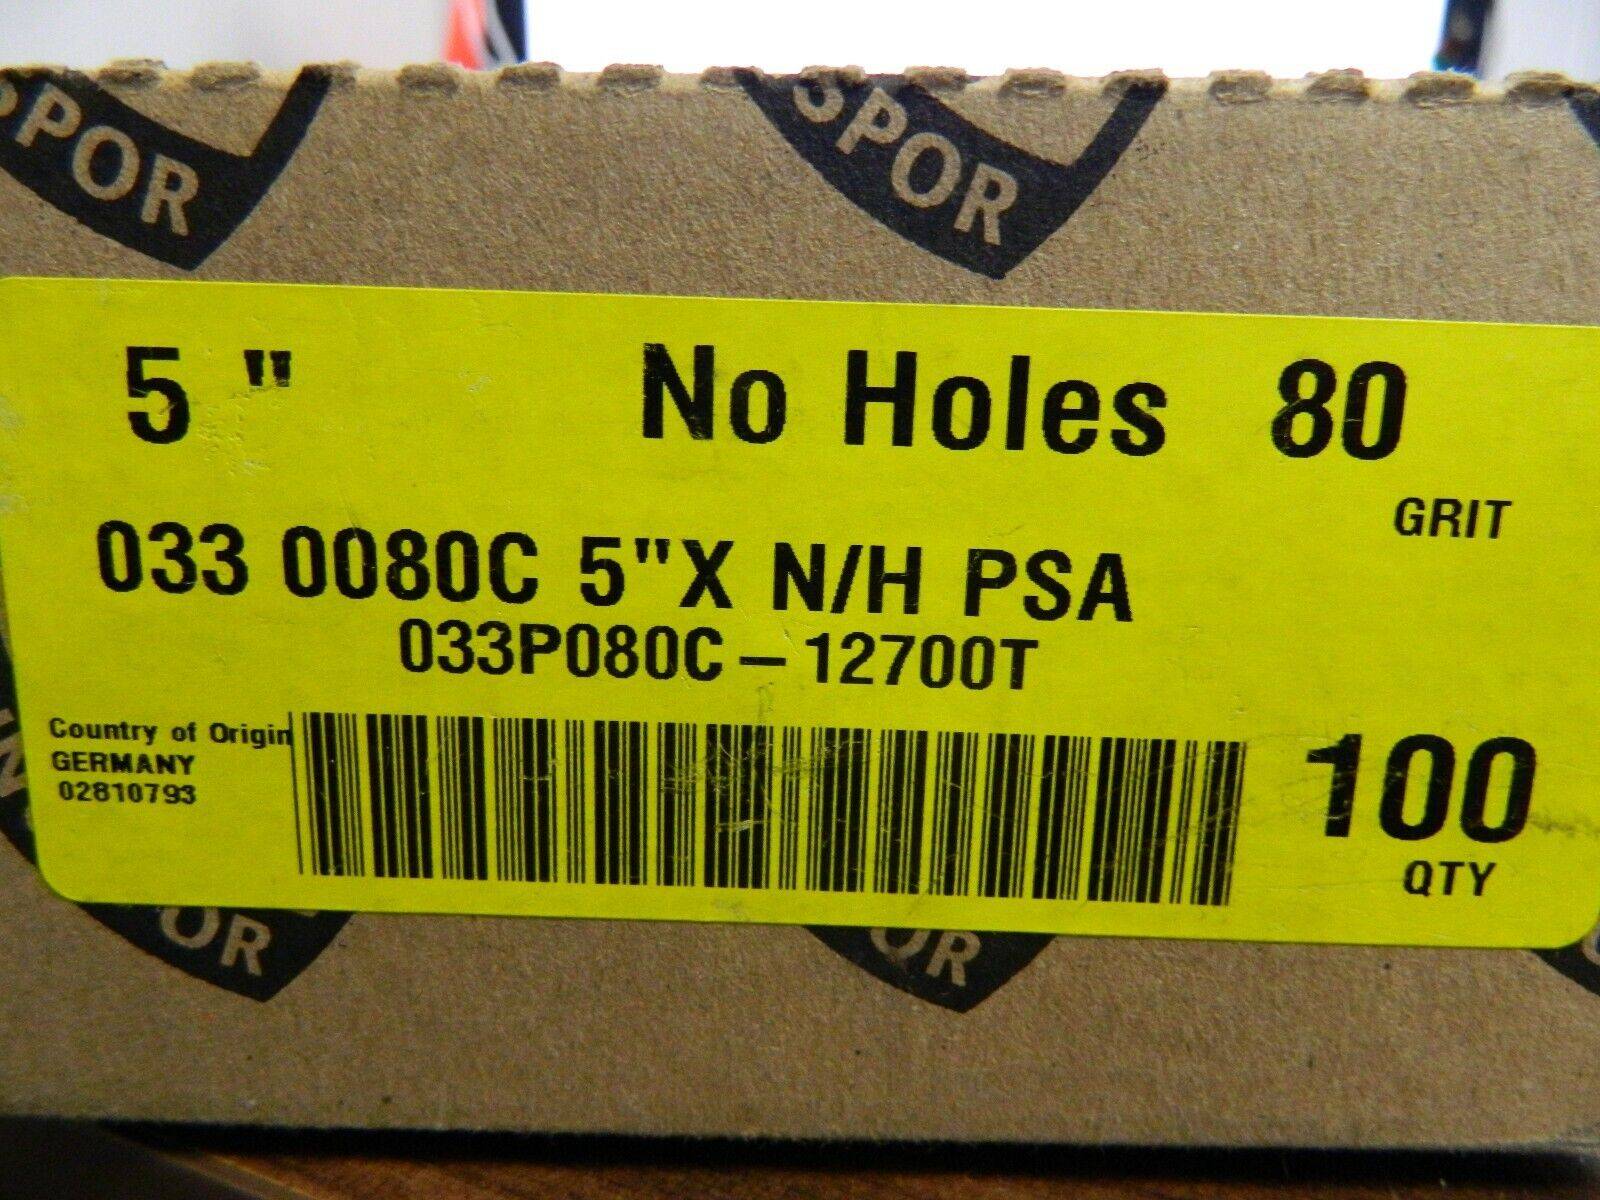 SPOR SPOR
5 " No Holes 80
GRIT
033 0080C 5"X N/H PSA
033P080C-12700T
Country of Origin
GERMANY
02810793
100
QTY
OR OR